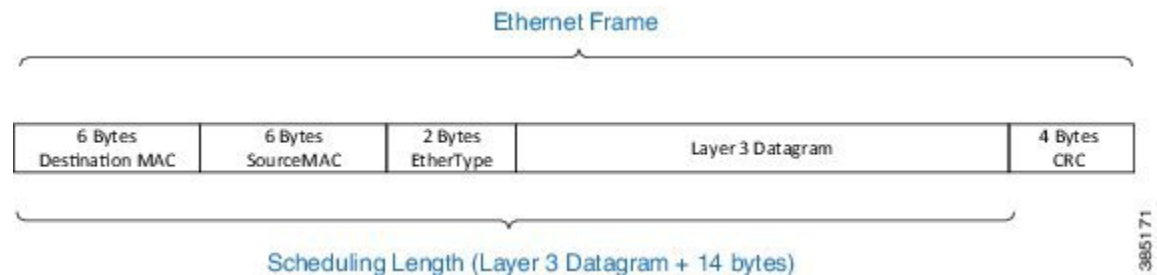 Ethernet Frame
6 Bytes
Destination MAC
6 Bytes
SourceMAC
2 Bytes
EtherType
Layer 3 Datagram
4 Bytes
CRC
Scheduling Length (Layer 3 Datagram + 14 bytes)
385171